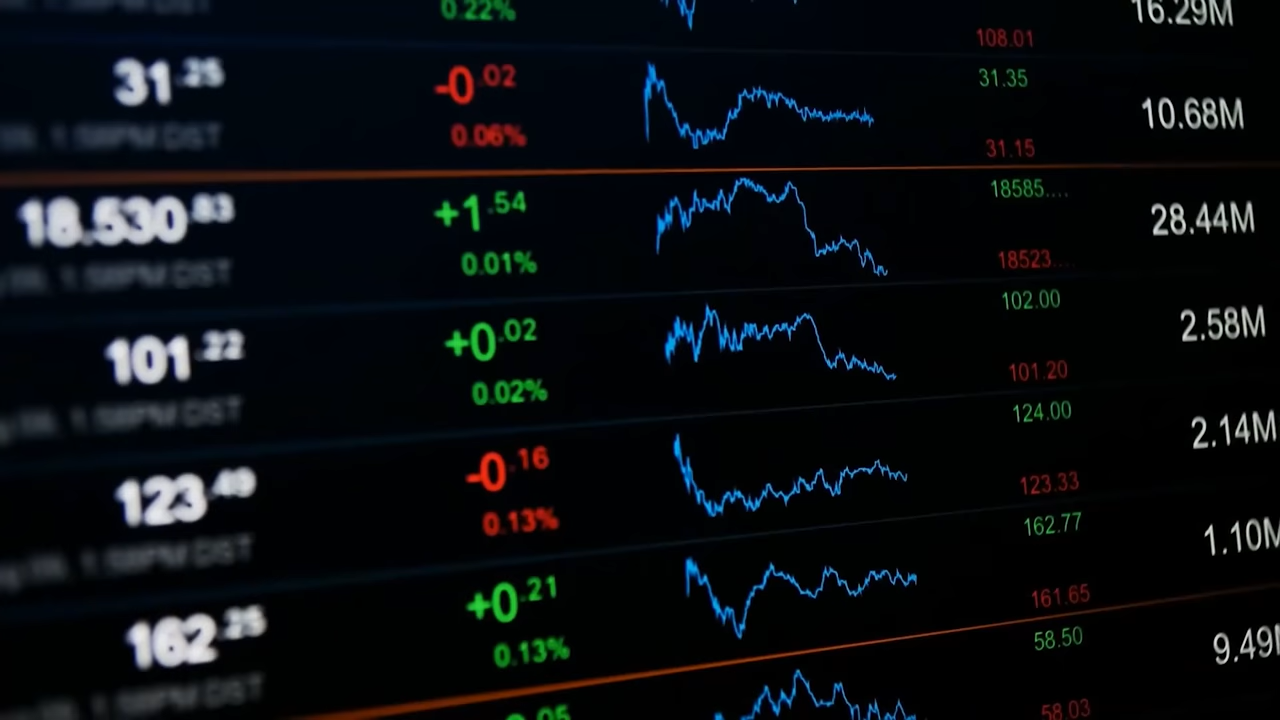 0.22% 108.01 16.29M
31.25 -0.02 31.35
0.06% 31.15 10.68M
18.530.83 +1.54 18585....
0.01% 18523.... 28.44M
101.22 +0.02 102.00
0.02% 101.20 2.58M
123.49 -0.16 124.00
0.13% 123.33 2.14M
162.25 +0.21 162.77
0.13% 161.65 1.10M
58.50 9.49M
58.03